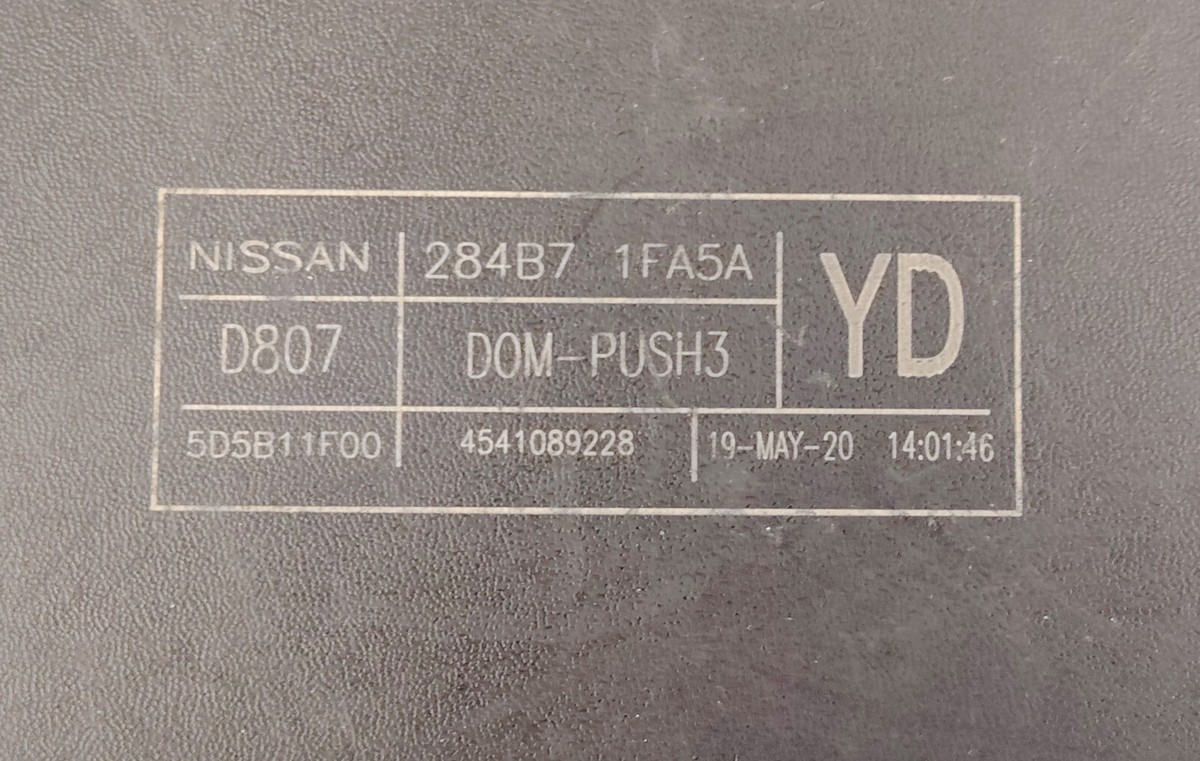 NISSAN 284B7 1FA5A YD
D807 DOM-PUSH3
5D5B11F00 4541089228 19-MAY-20 14:01:46